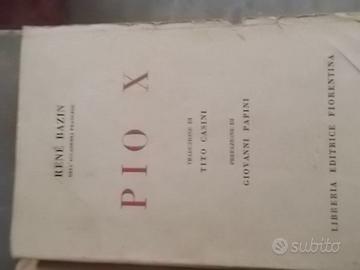 RENÉ BAZIN
DELL'ACCADEMIA FRANCESE
PIO X
TRADUZIONE DI
TITO CASINI
PREFAZIONE DI
GIOVANNI PAPINI
LIBRERIA EDITRICE FIORENTINA
subito